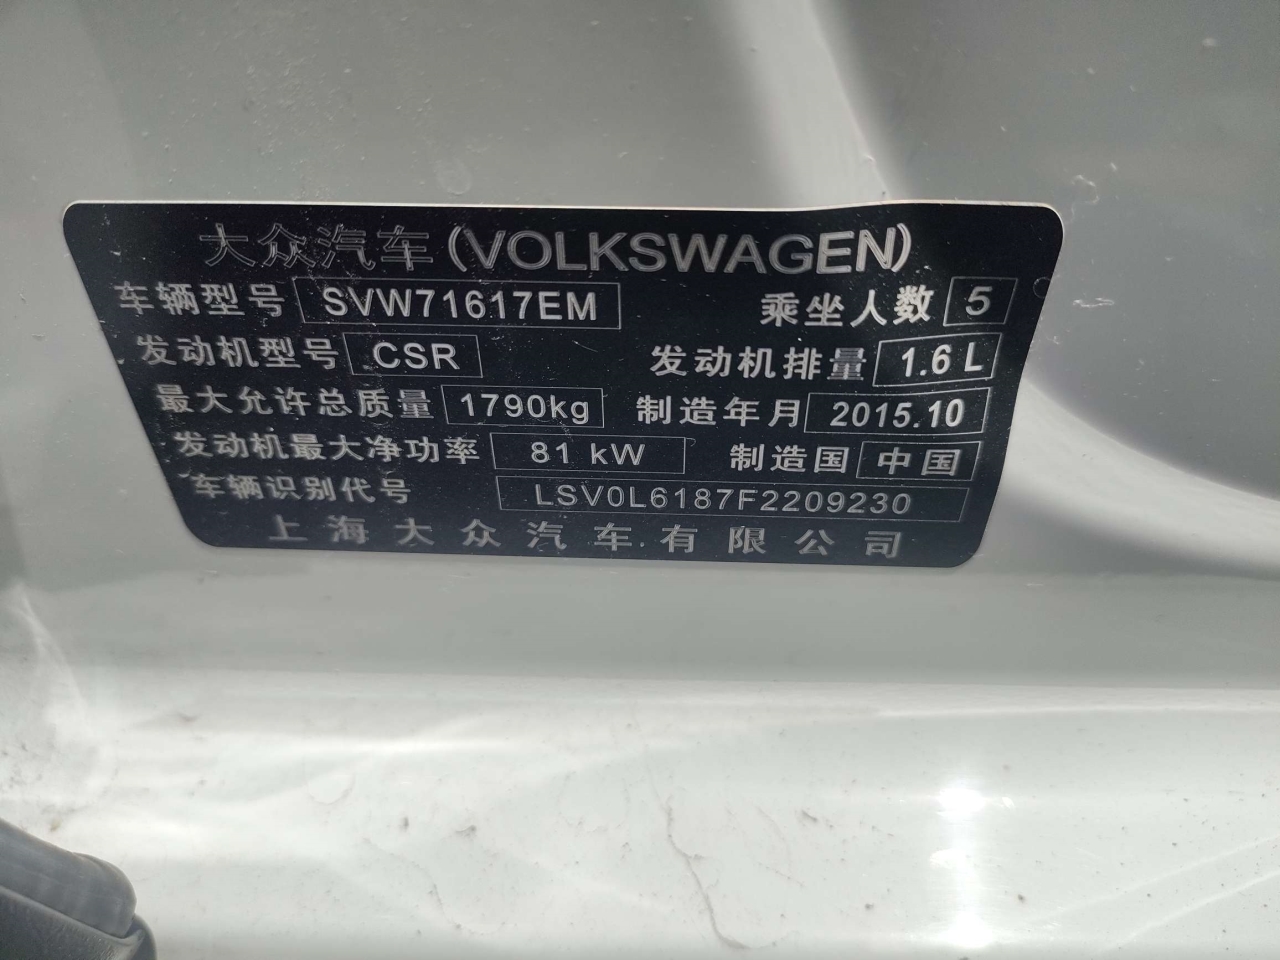 大众汽车(VOLKSWAGEN)
车辆型号 SVW71617EM 乘坐人数 5
发动机型号 CSR 发动机排量 1.6 L
最大允许总质量 1790kg 制造年月 2015.10
发动机最大净功率 81 kW 制造国 中国
车辆识别代号 LSV0L6187F2209230
上海大众汽车有限公司